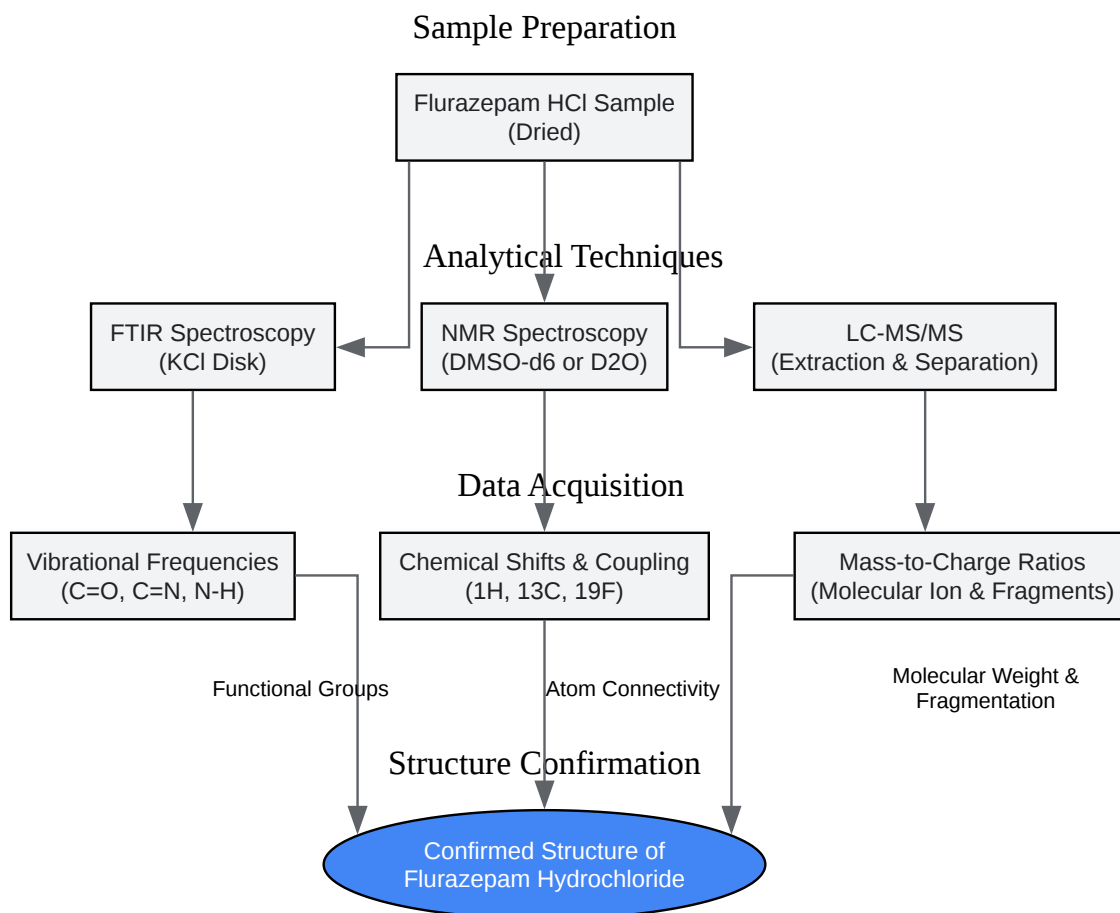 Sample Preparation
Flurazepam HCl Sample
(Dried)
Analytical Techniques
FTIR Spectroscopy
(KCl Disk)
NMR Spectroscopy
(DMSO-d6 or D2O)
LC-MS/MS
(Extraction & Separation)
Data Acquisition
Vibrational Frequencies
(C=O, C=N, N-H)
Chemical Shifts & Coupling
(1H, 13C, 19F)
Mass-to-Charge Ratios
(Molecular Ion & Fragments)
Functional Groups
Atom Connectivity
Molecular Weight &
Fragmentation
Structure Confirmation
Confirmed Structure of
Flurazepam Hydrochloride